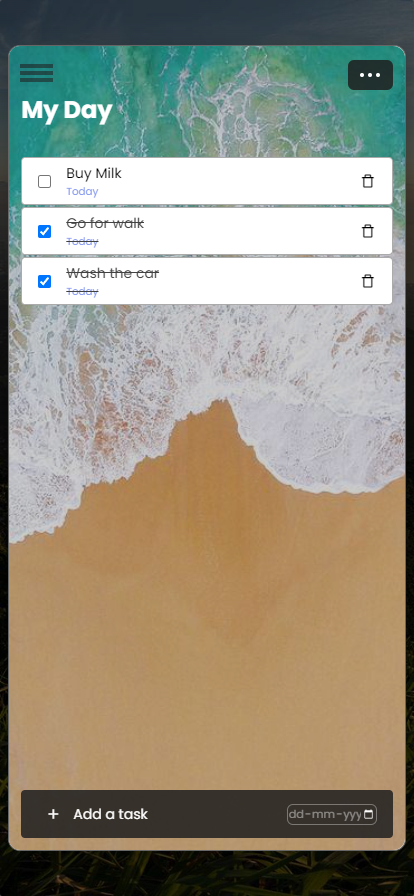 My Day
Buy Milk
Today
Go for walk
Today
Wash the car
Today
+ Add a task dd-mm-yyy